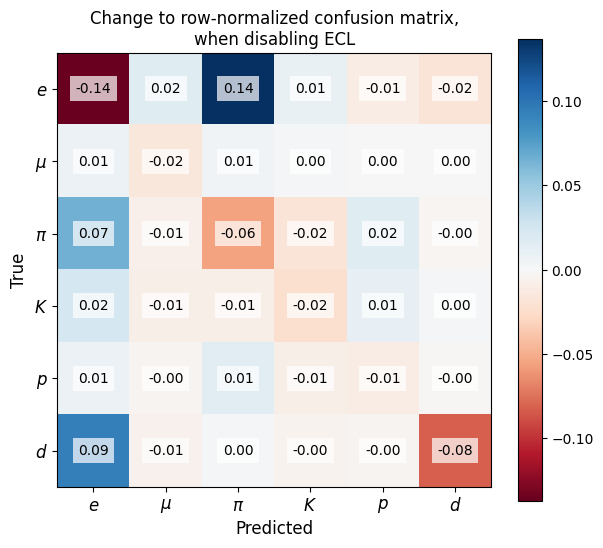 Change to row-normalized confusion matrix,
when disabling ECL
e -0.14 0.02 0.14 0.01 -0.01 -0.02
μ 0.01 -0.02 0.01 0.00 0.00 0.00
π 0.07 -0.01 -0.06 -0.02 0.02 -0.00
K 0.02 -0.01 -0.01 -0.02 0.01 0.00
p 0.01 -0.00 0.01 -0.01 -0.01 -0.00
d 0.09 -0.01 0.00 -0.00 -0.00 -0.08
e μ π K p d
Predicted
True
0.10
0.05
0.00
−0.05
−0.10